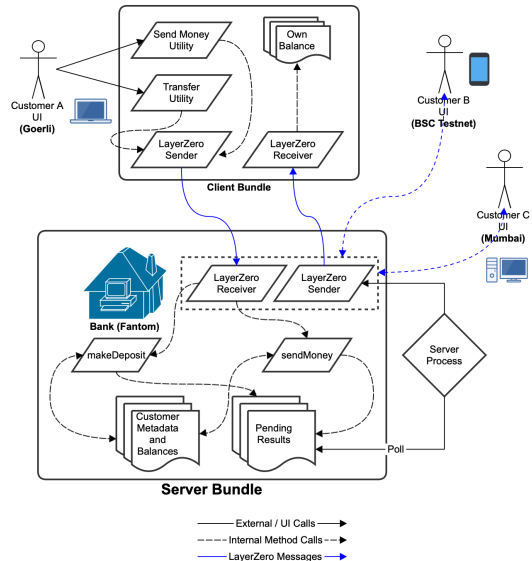 Send Money
Utility
Own
Balance
Customer A
UI
(Goerli)
Transfer
Utility
Customer B
UI
(BSC Testnet)
LayerZero
Sender
LayerZero
Receiver
Client Bundle
Customer C
UI
(Mumbai)
LayerZero
Receiver
LayerZero
Sender
Bank (Fantom)
makeDeposit
sendMoney
Server
Process
Customer
Metadata
and
Balances
Pending
Results
Poll
Server Bundle
External / UI Calls
Internal Method Calls
LayerZero Messages